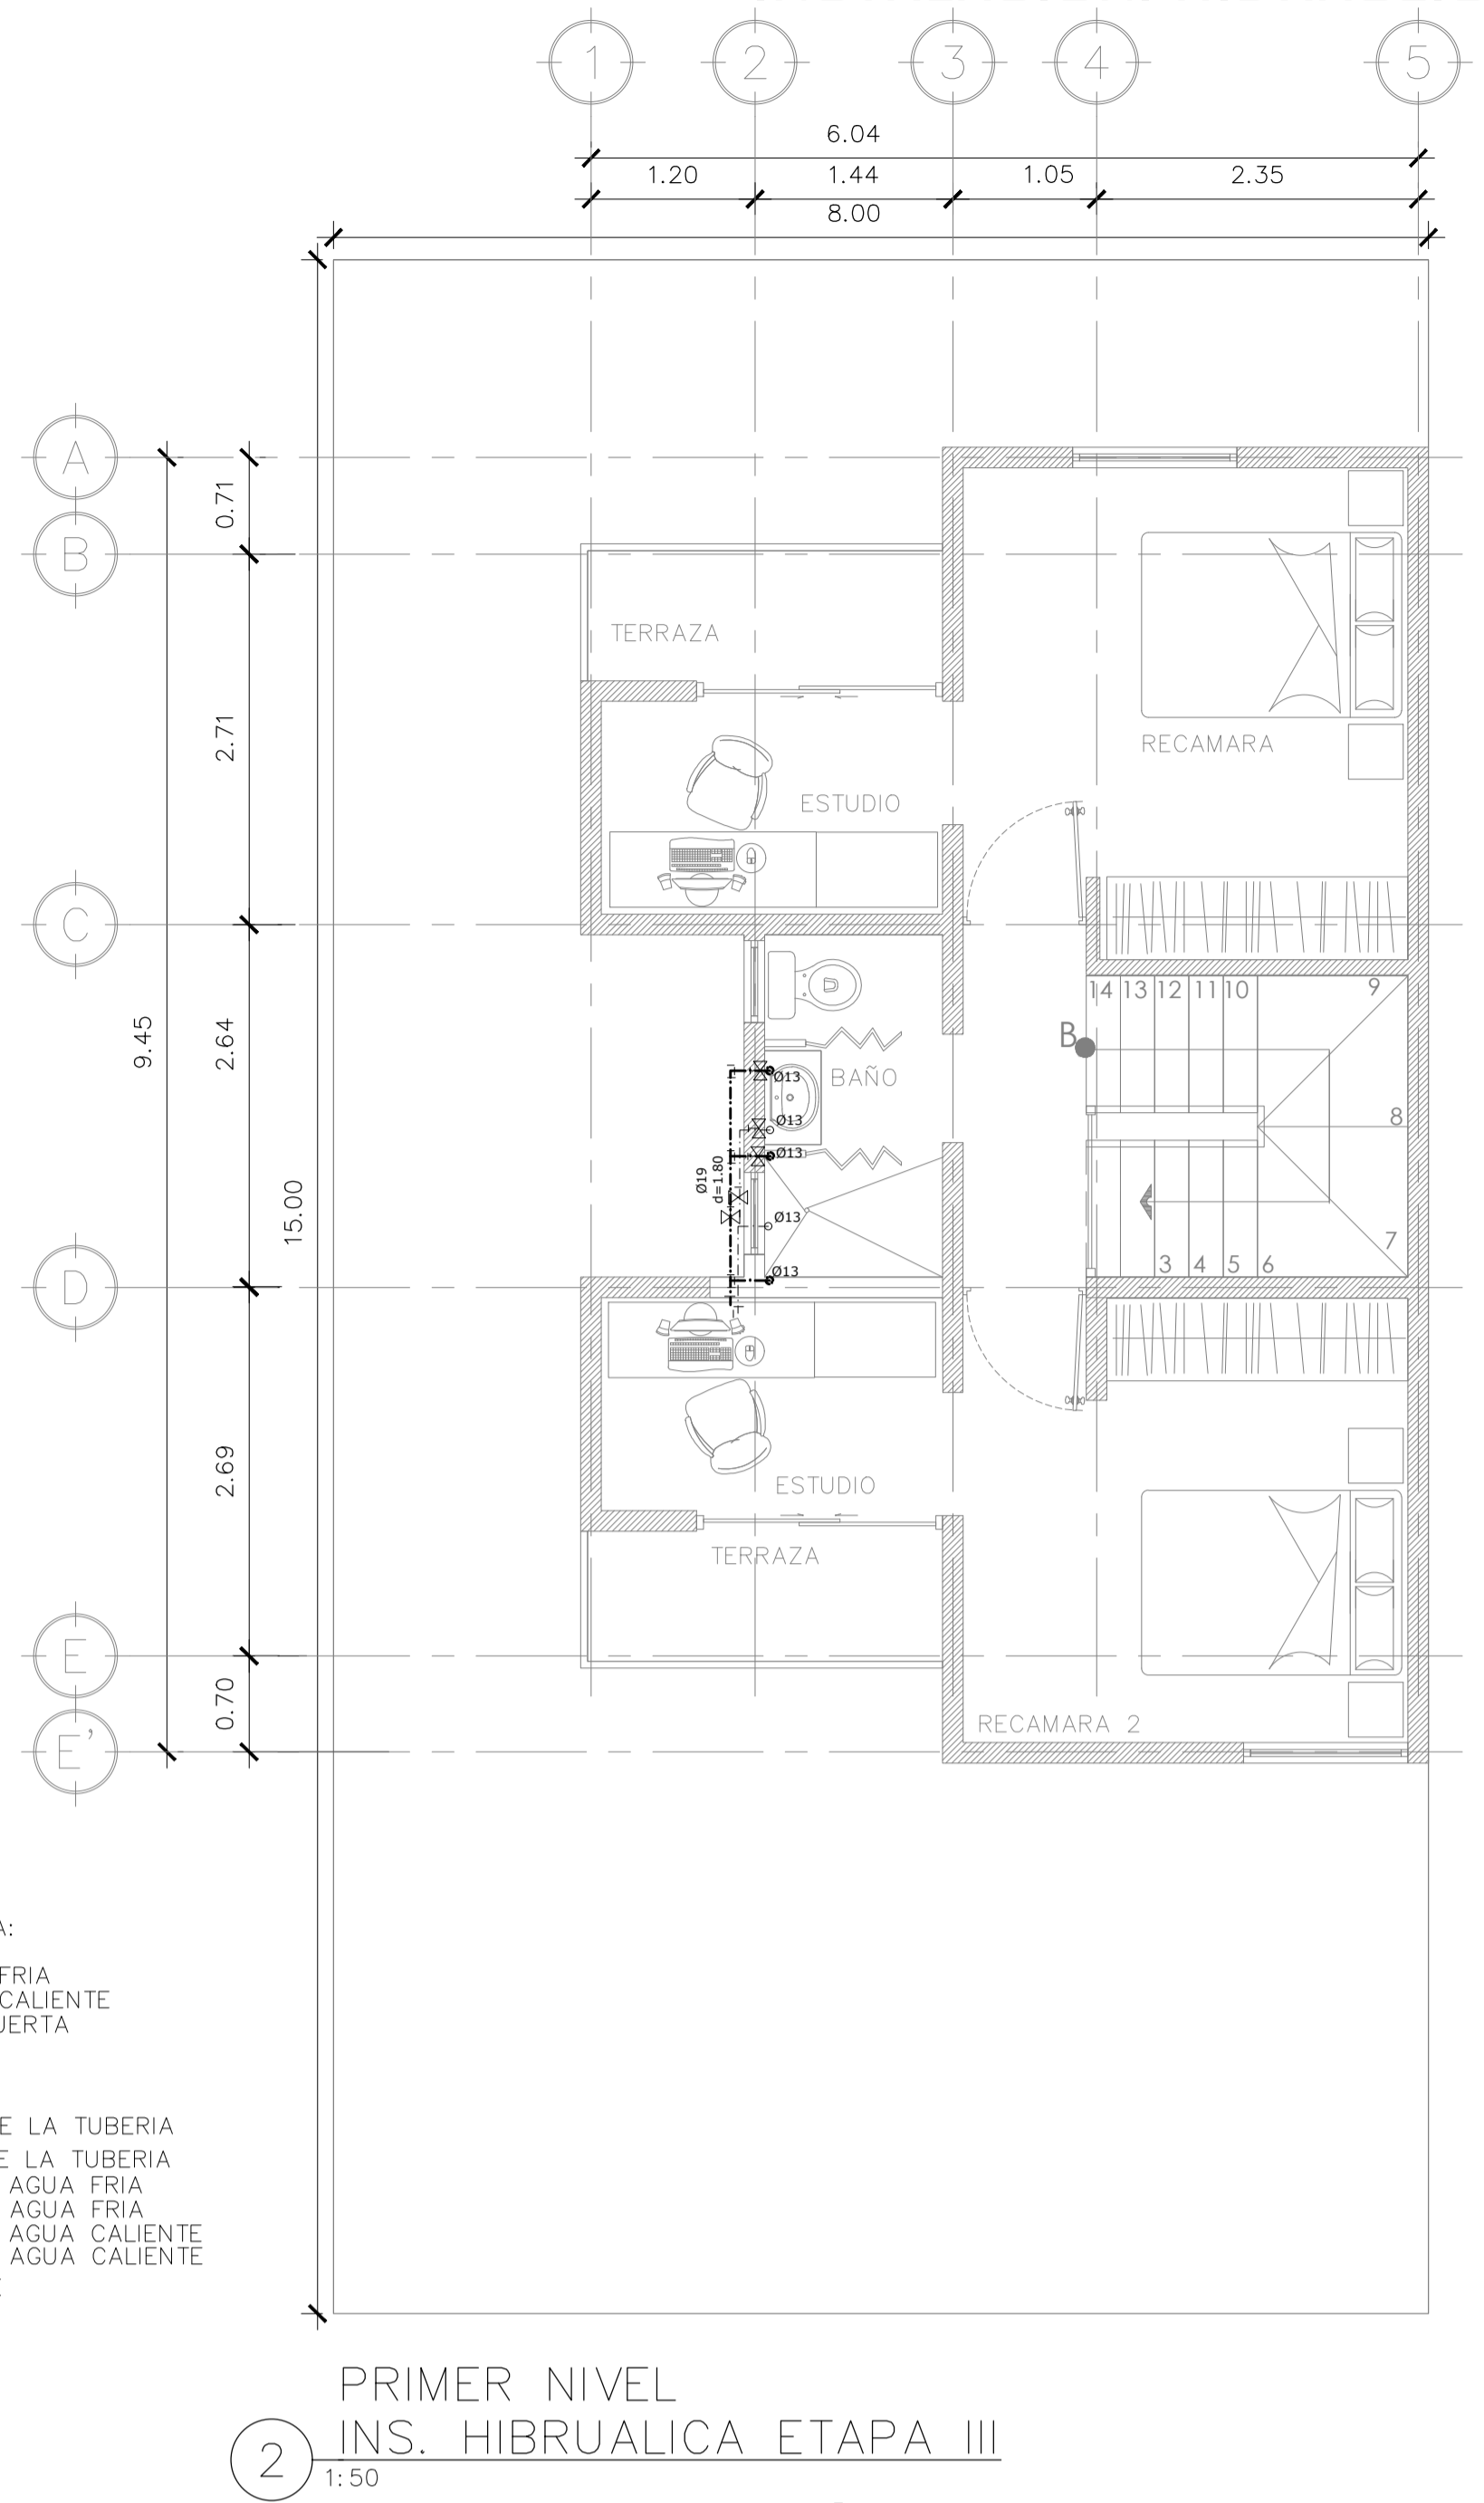 1 2 3 4 5
6.04
1.20 1.44 1.05 2.35
8.00
A
0.71
B
TERRAZA
2.71
RECAMARA
ESTUDIO
C
14 13 12 11 10 9
9.45
2.64
B
BAÑO
Ø13
8
Ø13
Ø13
Ø19
d=1.80
15.00
Ø13
7
3 4 5 6
Ø13
D
2.69
ESTUDIO
TERRAZA
E
0.70
RECAMARA 2
E'
A:
FRIA
CALIENTE
UERTA
E LA TUBERIA
E LA TUBERIA
AGUA FRIA
AGUA FRIA
AGUA CALIENTE
AGUA CALIENTE
PRIMER NIVEL
2 INS. HIBRUALICA ETAPA III
1:50